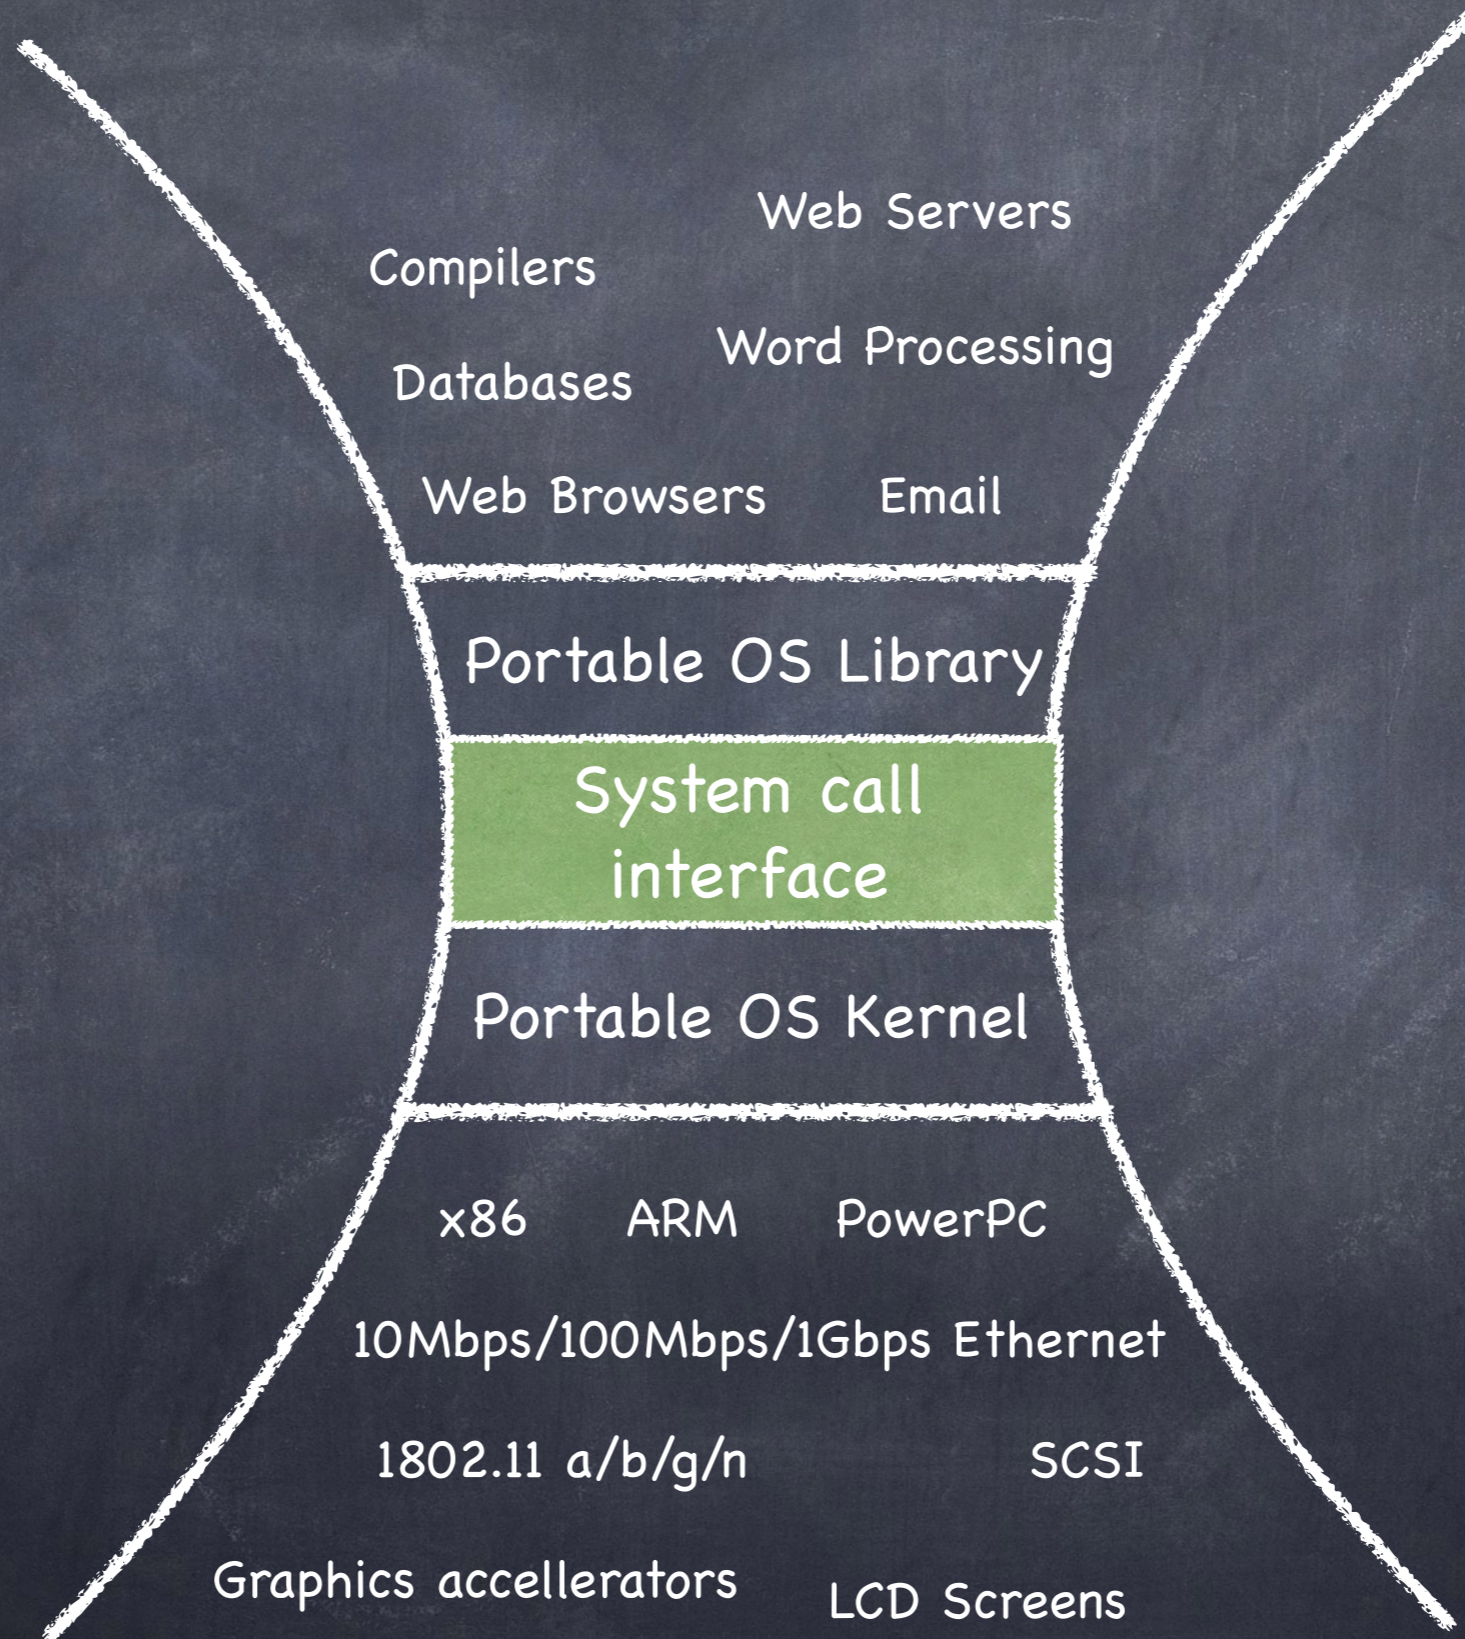 Web Servers
Compilers
Word Processing
Databases
Web Browsers Email
Portable OS Library
System call
interface
Portable OS Kernel
x86 ARM PowerPC
10Mbps/100Mbps/1Gbps Ethernet
1802.11 a/b/g/n SCSI
Graphics accellerators
LCD Screens